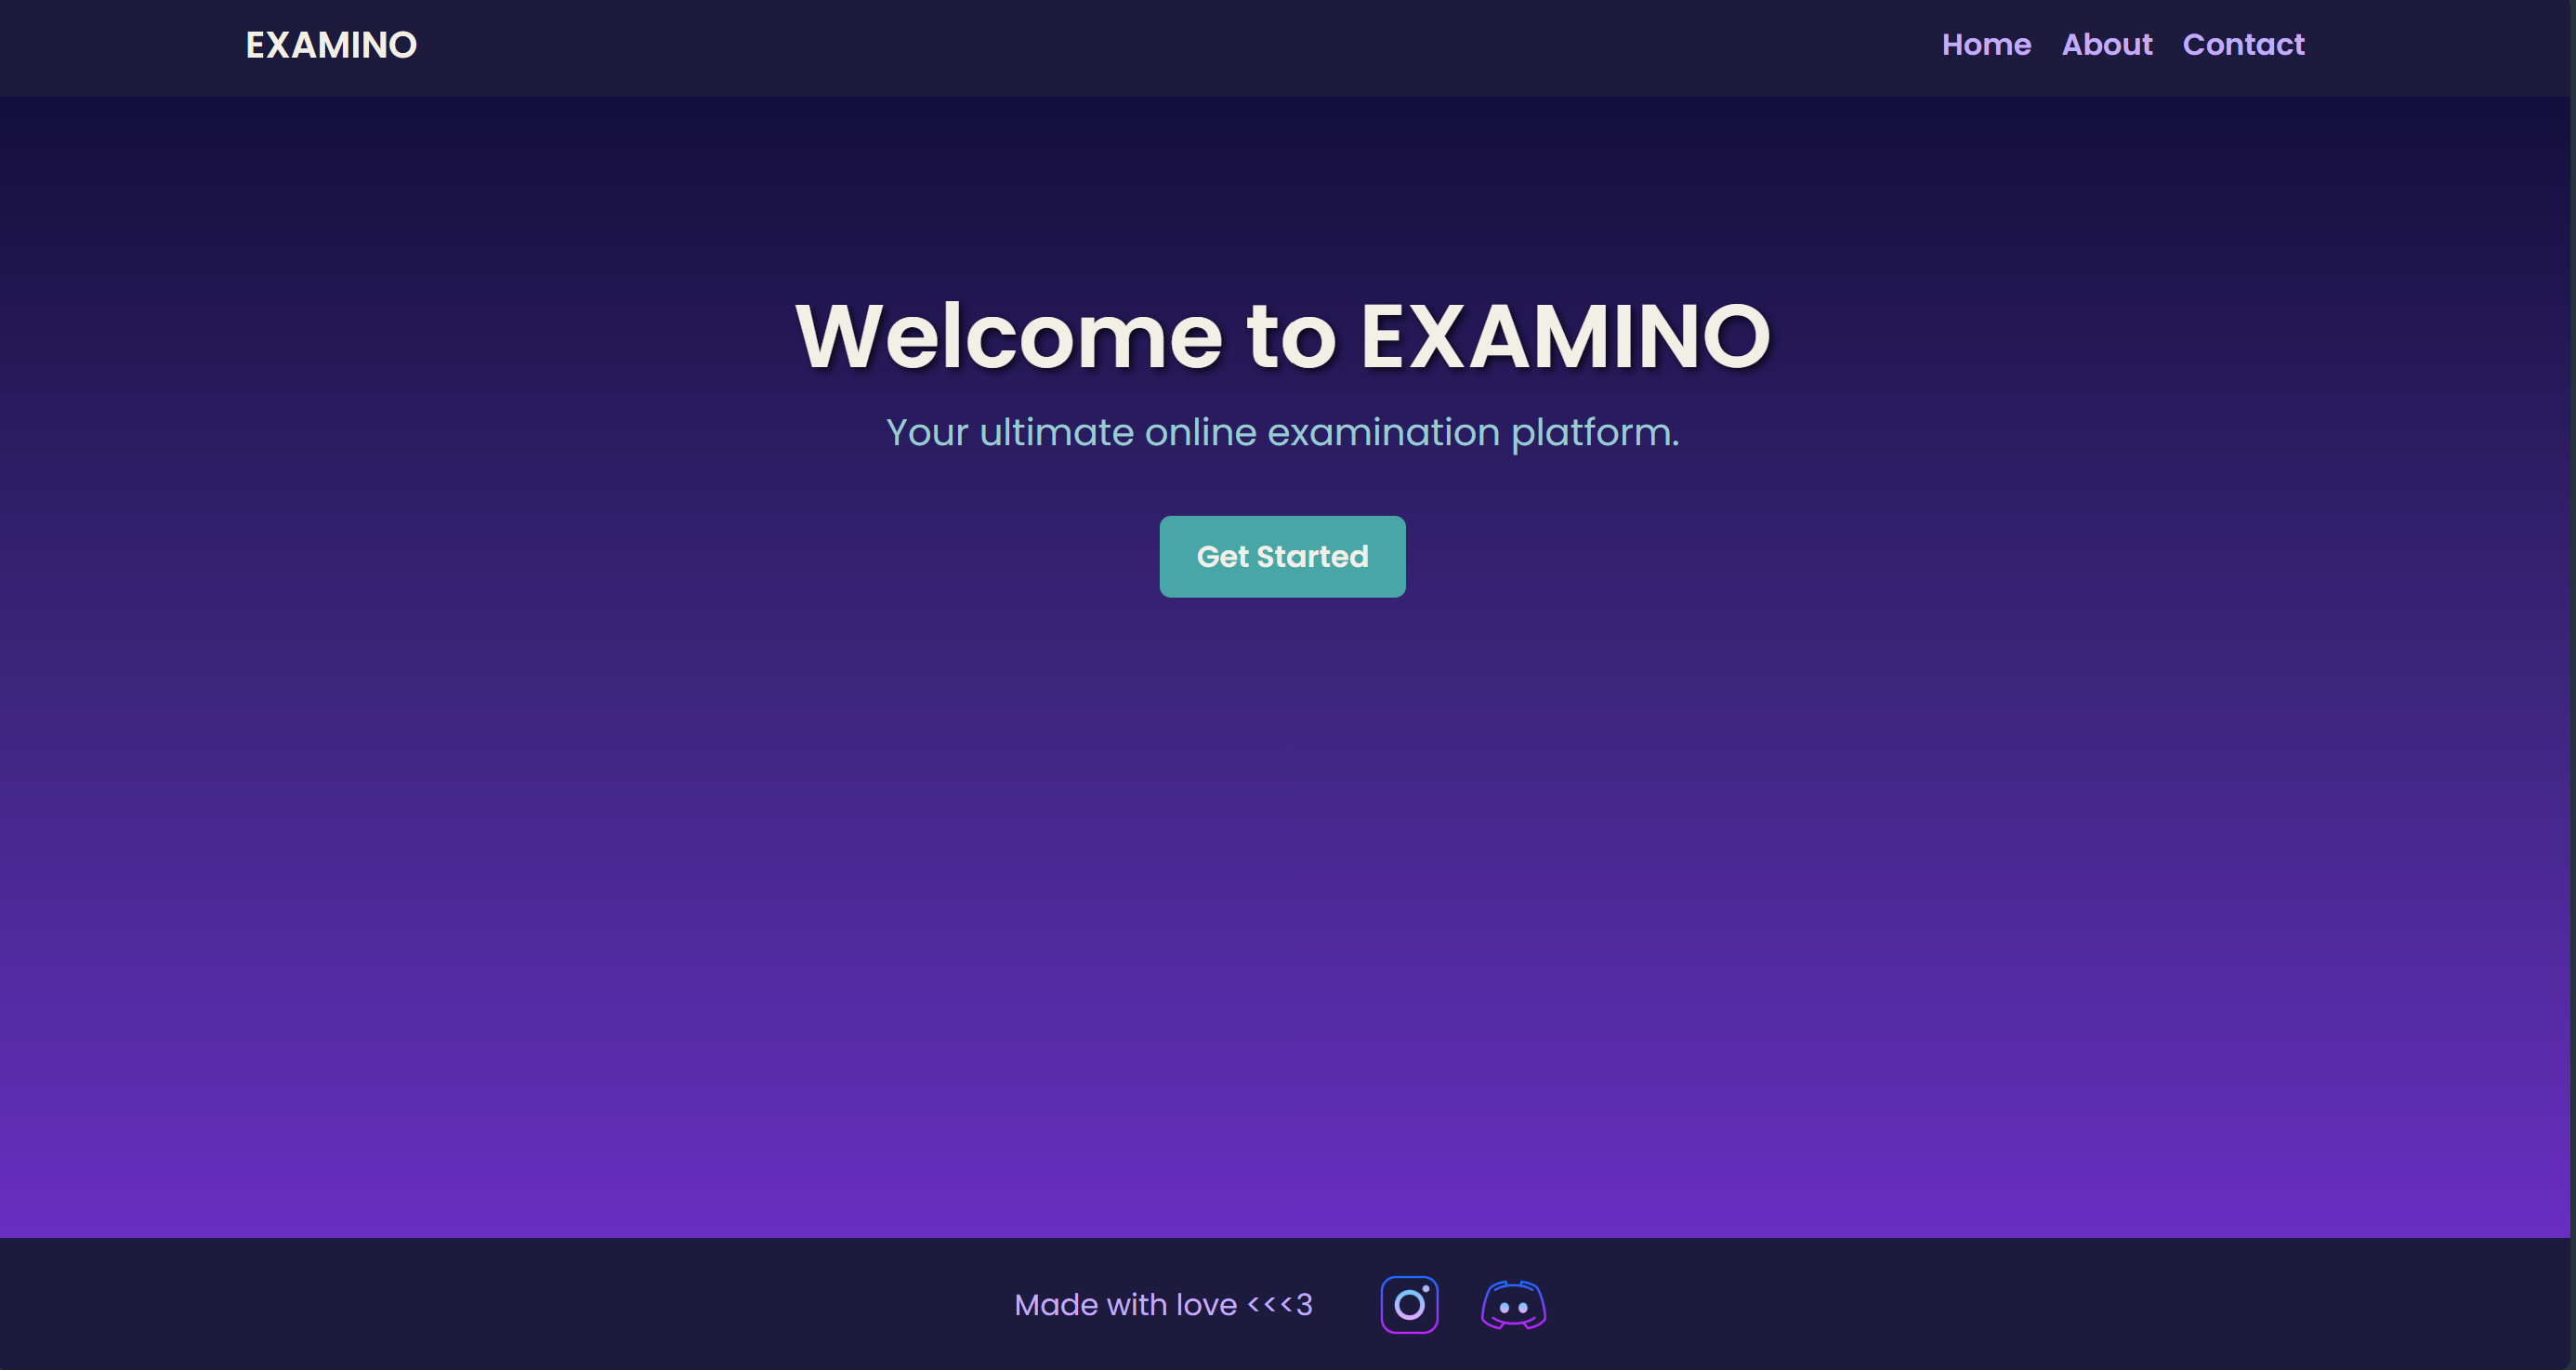 EXAMINO
Home About Contact
Welcome to EXAMINO
Your ultimate online examination platform.
Get Started
Made with love <<<3